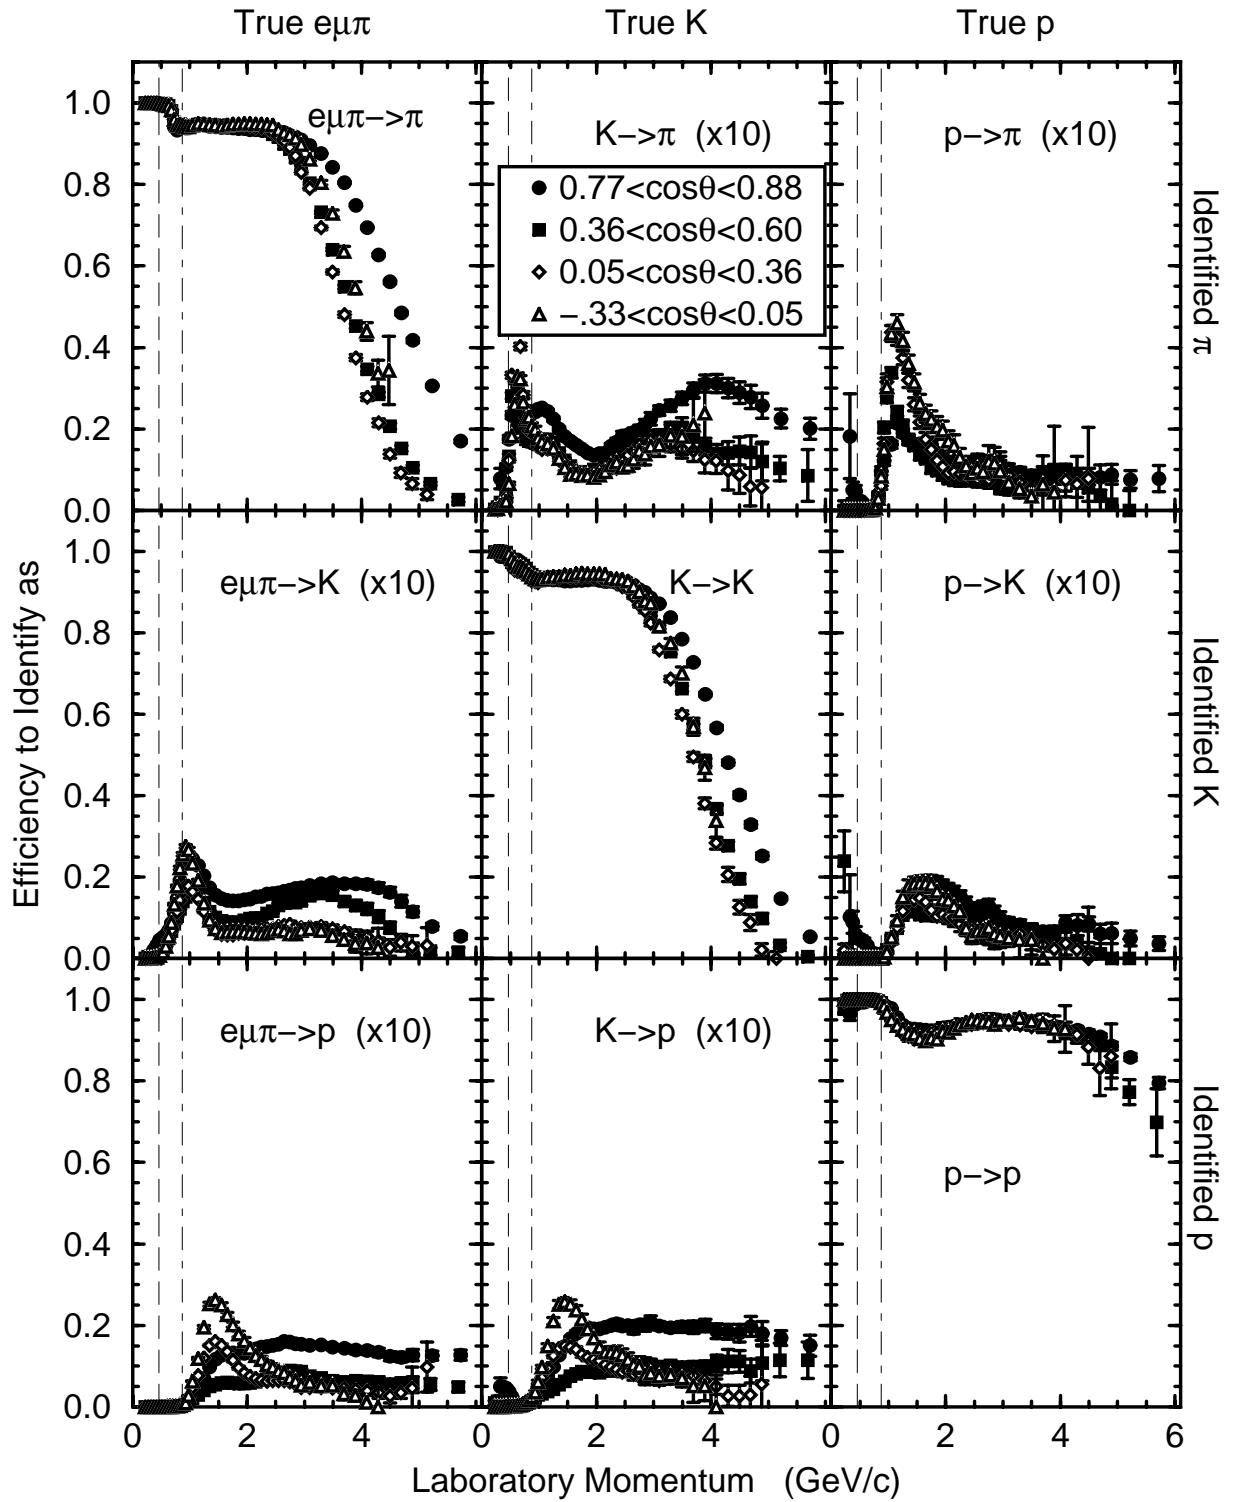 True eμπ True K True p
1.0 eμπ−>π K−>π (x10) p−>π (x10)
0.8 0.77<cosθ<0.88
0.36<cosθ<0.60
0.6 0.05<cosθ<0.36
−.33<cosθ<0.05
0.4
0.2
0.0
Identified π
1.0 eμπ−>K (x10) K−>K p−>K (x10)
0.8
0.6
0.4
0.2
0.0
Identified K
Efficiency to Identify as
1.0 eμπ−>p (x10) K−>p (x10)
0.8
0.6 p−>p
0.4
0.2
0.0
Identified p
0 2 4 0 2 4 0 2 4 6
Laboratory Momentum (GeV/c)